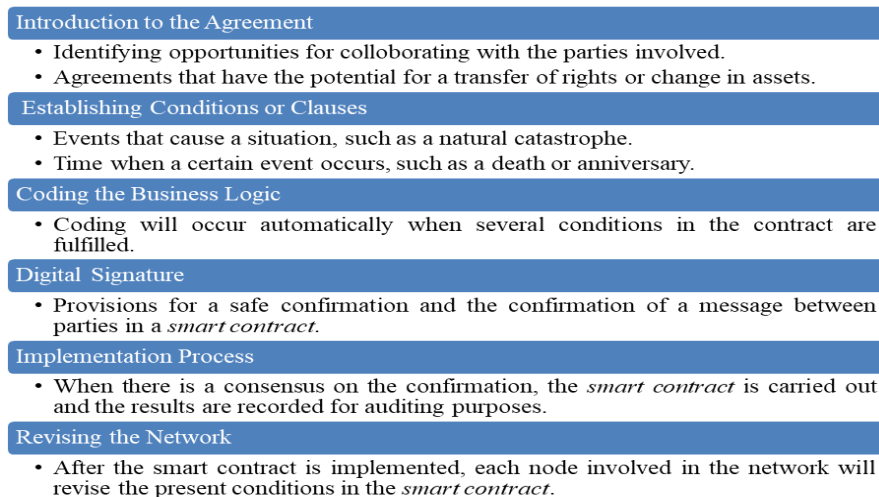 Introduction to the Agreement
• Identifying opportunities for colloborating with the parties involved.
• Agreements that have the potential for a transfer of rights or change in assets.
Establishing Conditions or Clauses
• Events that cause a situation, such as a natural catastrophe.
• Time when a certain event occurs, such as a death or anniversary.
Coding the Business Logic
• Coding will occur automatically when several conditions in the contract are
fulfilled.
Digital Signature
• Provisions for a safe confirmation and the confirmation of a message between
parties in a smart contract.
Implementation Process
• When there is a consensus on the confirmation, the smart contract is carried out
and the results are recorded for auditing purposes.
Revising the Network
• After the smart contract is implemented, each node involved in the network will
revise the present conditions in the smart contract.